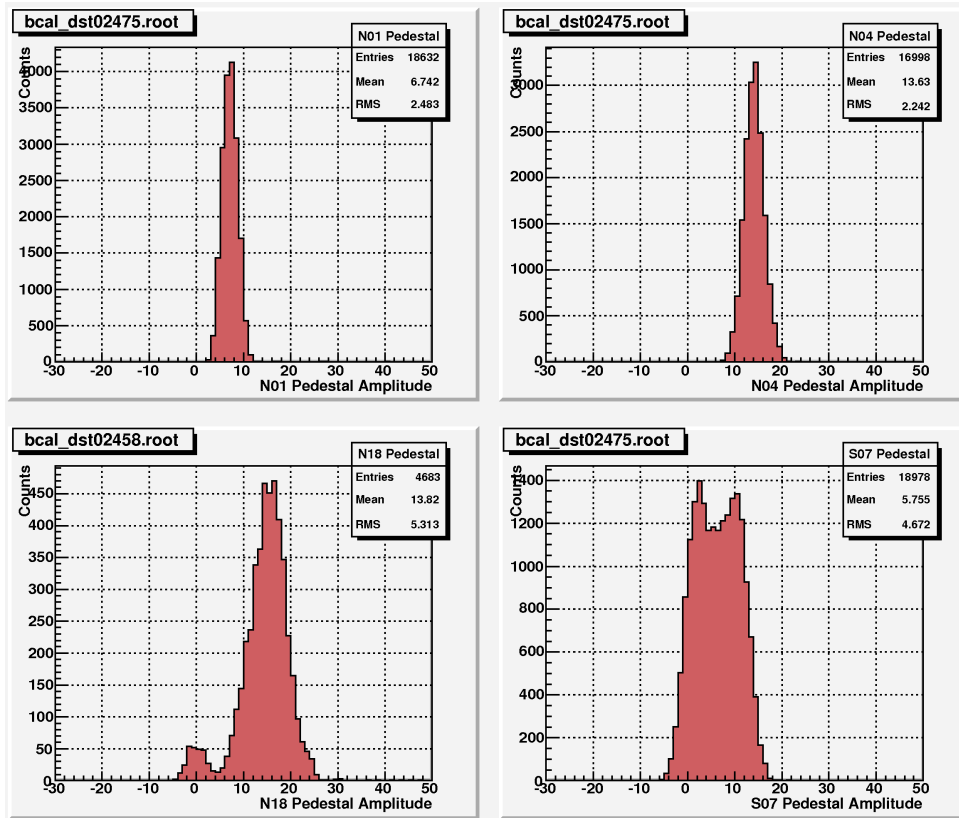 bcal_dst02475.root
N01 Pedestal
Entries 18632
Mean 6.742
RMS 2.483
Counts
4000
3500
3000
2500
2000
1500
1000
500
0
-30 -20 -10 0 10 20 30 40 50
N01 Pedestal Amplitude
bcal_dst02475.root
N04 Pedestal
Entries 16998
Mean 13.63
RMS 2.242
Counts
3000
2500
2000
1500
1000
500
0
-30 -20 -10 0 10 20 30 40 50
N04 Pedestal Amplitude
bcal_dst02458.root
N18 Pedestal
Entries 4683
Mean 13.82
RMS 5.313
Counts
450
400
350
300
250
200
150
100
50
0
-30 -20 -10 0 10 20 30 40 50
N18 Pedestal Amplitude
bcal_dst02475.root
S07 Pedestal
Entries 18978
Mean 5.755
RMS 4.672
Counts
1400
1200
1000
800
600
400
200
0
-30 -20 -10 0 10 20 30 40 50
S07 Pedestal Amplitude